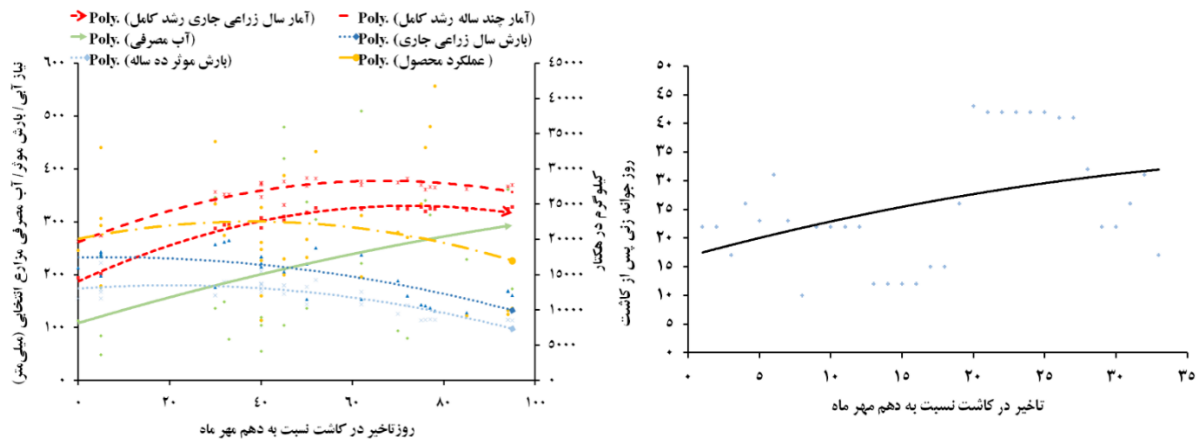 Poly. (آمار سال زراعی جاری رشد کامل)
Poly. (آمار چند ساله رشد کامل)
Poly. (آب مصرفی)
Poly. (بارش سال زراعی جاری)
Poly. (بارش موثر ده ساله)
Poly. (عملکرد محصول )
نیاز آبی/ بارش موثر/ آب مصرفی مزارع انتخابی (میلی‌متر)
۶۰۰
۵۰۰
۴۰۰
۳۰۰
۲۰۰
۱۰۰
۰
۴۵۰۰۰
۴۰۰۰۰
۳۵۰۰۰
۳۰۰۰۰
۲۵۰۰۰
۲۰۰۰۰
۱۵۰۰۰
۱۰۰۰۰
۵۰۰۰
۰
کیلوگرم در هکتار
۰ ۲۰ ۴۰ ۶۰ ۸۰ ۱۰۰
روز تاخیر در کاشت نسبت به دهم مهر ماه
روز جوانه زنی پس از کاشت
۵۰
۴۵
۴۰
۳۵
۳۰
۲۵
۲۰
۱۵
۱۰
۵
۰
۰ ۵ ۱۰ ۱۵ ۲۰ ۲۵ ۳۰ ۳۵
تاخیر در کاشت نسبت به دهم مهر ماه